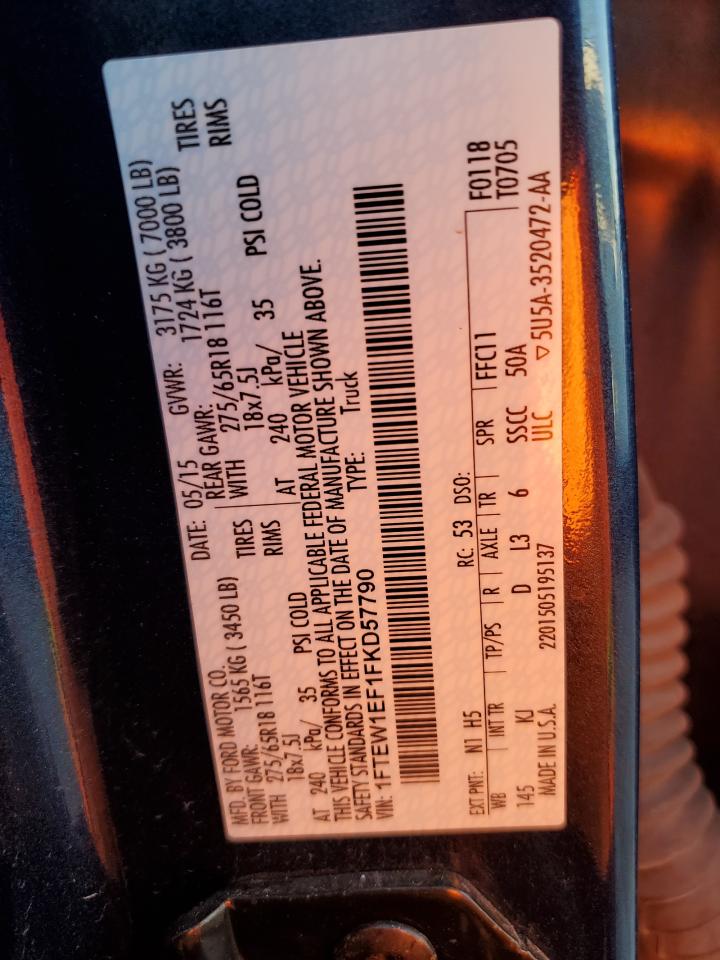 MFD. BY FORD MOTOR CO. DATE: 05/15 GVWR: 3175 KG ( 7000 LB)
FRONT GAWR: 1565 KG ( 3450 LB) REAR GAWR: 1724 KG ( 3800 LB)
WITH 275/65R18 116T TIRES WITH 275/65R18 116T TIRES
18x7.5J RIMS 18x7.5J RIMS
AT 240 kPa/ 35 PSI COLD AT 240 kPa/ 35 PSI COLD
THIS VEHICLE CONFORMS TO ALL APPLICABLE FEDERAL MOTOR VEHICLE
SAFETY STANDARDS IN EFFECT ON THE DATE OF MANUFACTURE SHOWN ABOVE.
VIN: 1FTEW1EF1FKD57790 TYPE: Truck
EXT PNT: N1 H5 RC: 53 DSO: F0118
WB INT TR TP/PS R AXLE TR SPR FFC11 T0705
145 KJ D L3 6 SSCC 50A
MADE IN U.S.A. 2201505195137 ULC ▽5U5A-3520472-AA